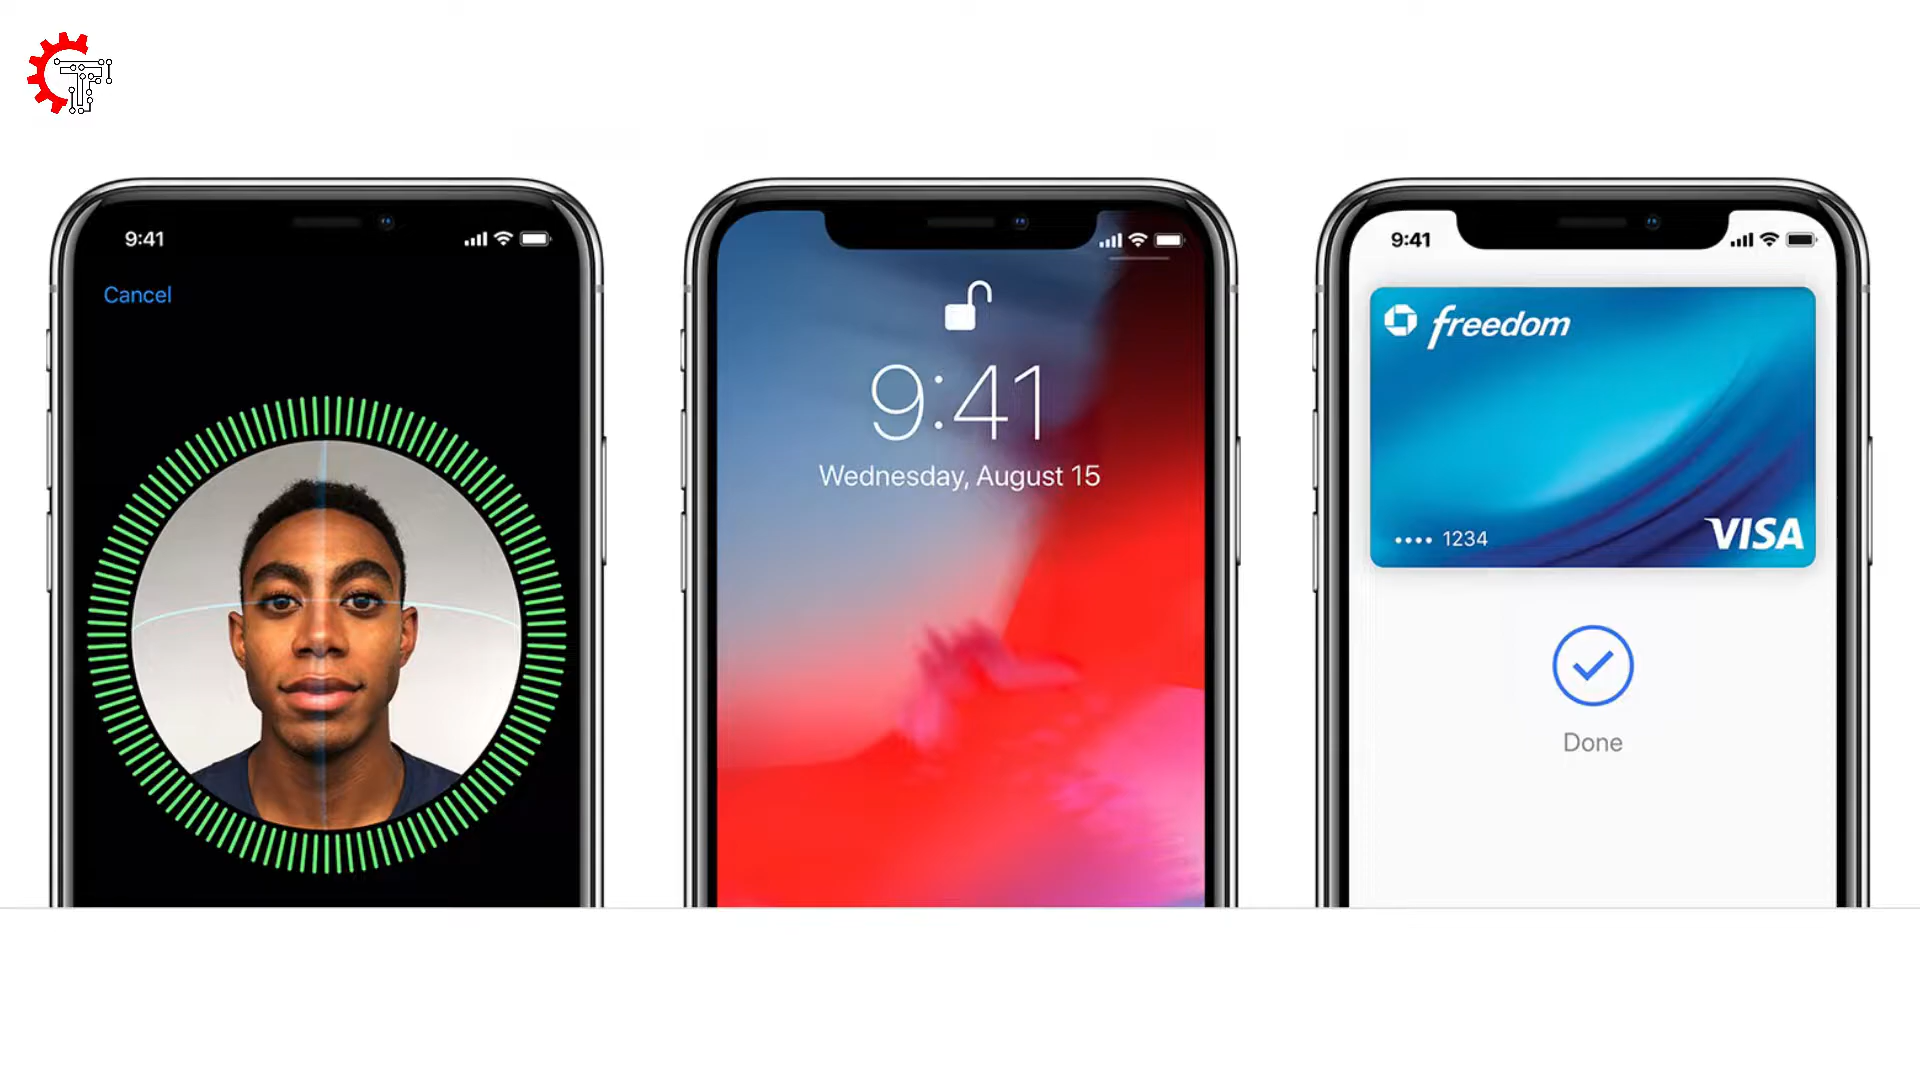 9:41
Cancel
9:41
Wednesday, August 15
9:41
freedom
•••• 1234
VISA
Done